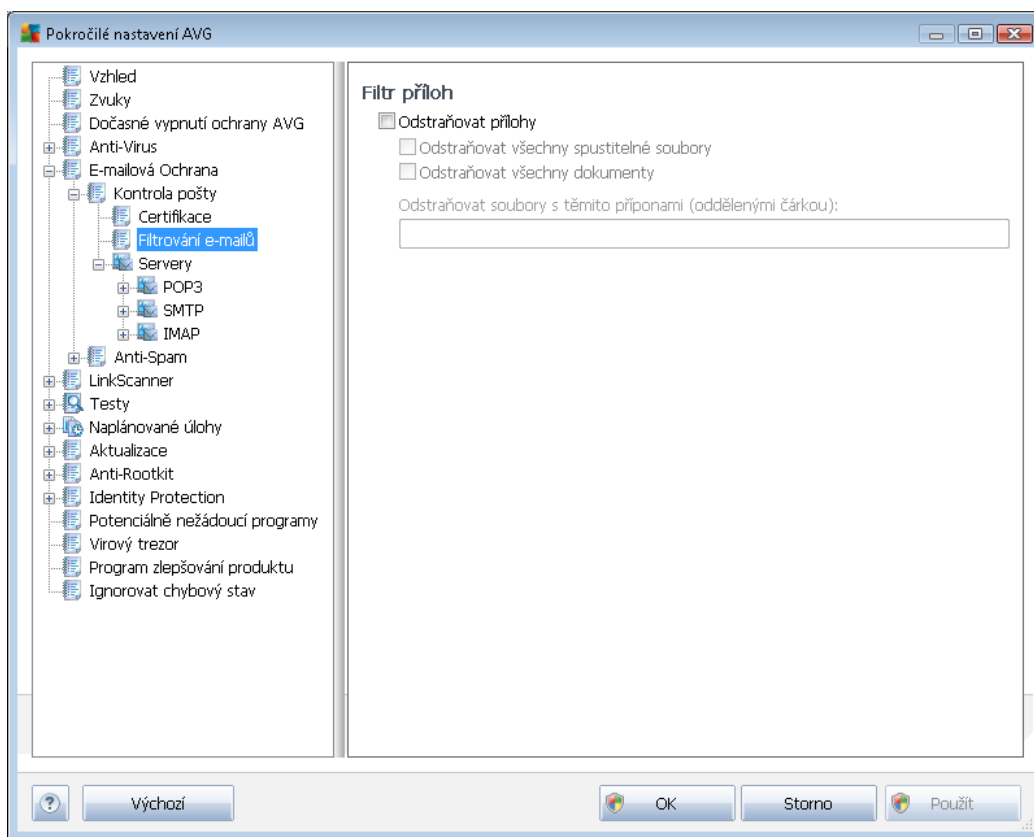 Pokročilé nastavení AVG
Vzhled
Zvuky
Dočasné vypnutí ochrany AVG
Anti-Virus
E-mailová Ochrana
Kontrola pošty
Certifikace
Filtrování e-mailů
Servery
POP3
SMTP
IMAP
Anti-Spam
LinkScanner
Testy
Naplánované úlohy
Aktualizace
Anti-Rootkit
Identity Protection
Potenciálně nežádoucí programy
Virový trezor
Program zlepšování produktu
Ignorovat chybový stav
Filtr příloh
Odstraňovat přílohy
Odstraňovat všechny spustitelné soubory
Odstraňovat všechny dokumenty
Odstraňovat soubory s těmito příponami (oddělenými čárkou):
? Výchozí OK Storno Použít